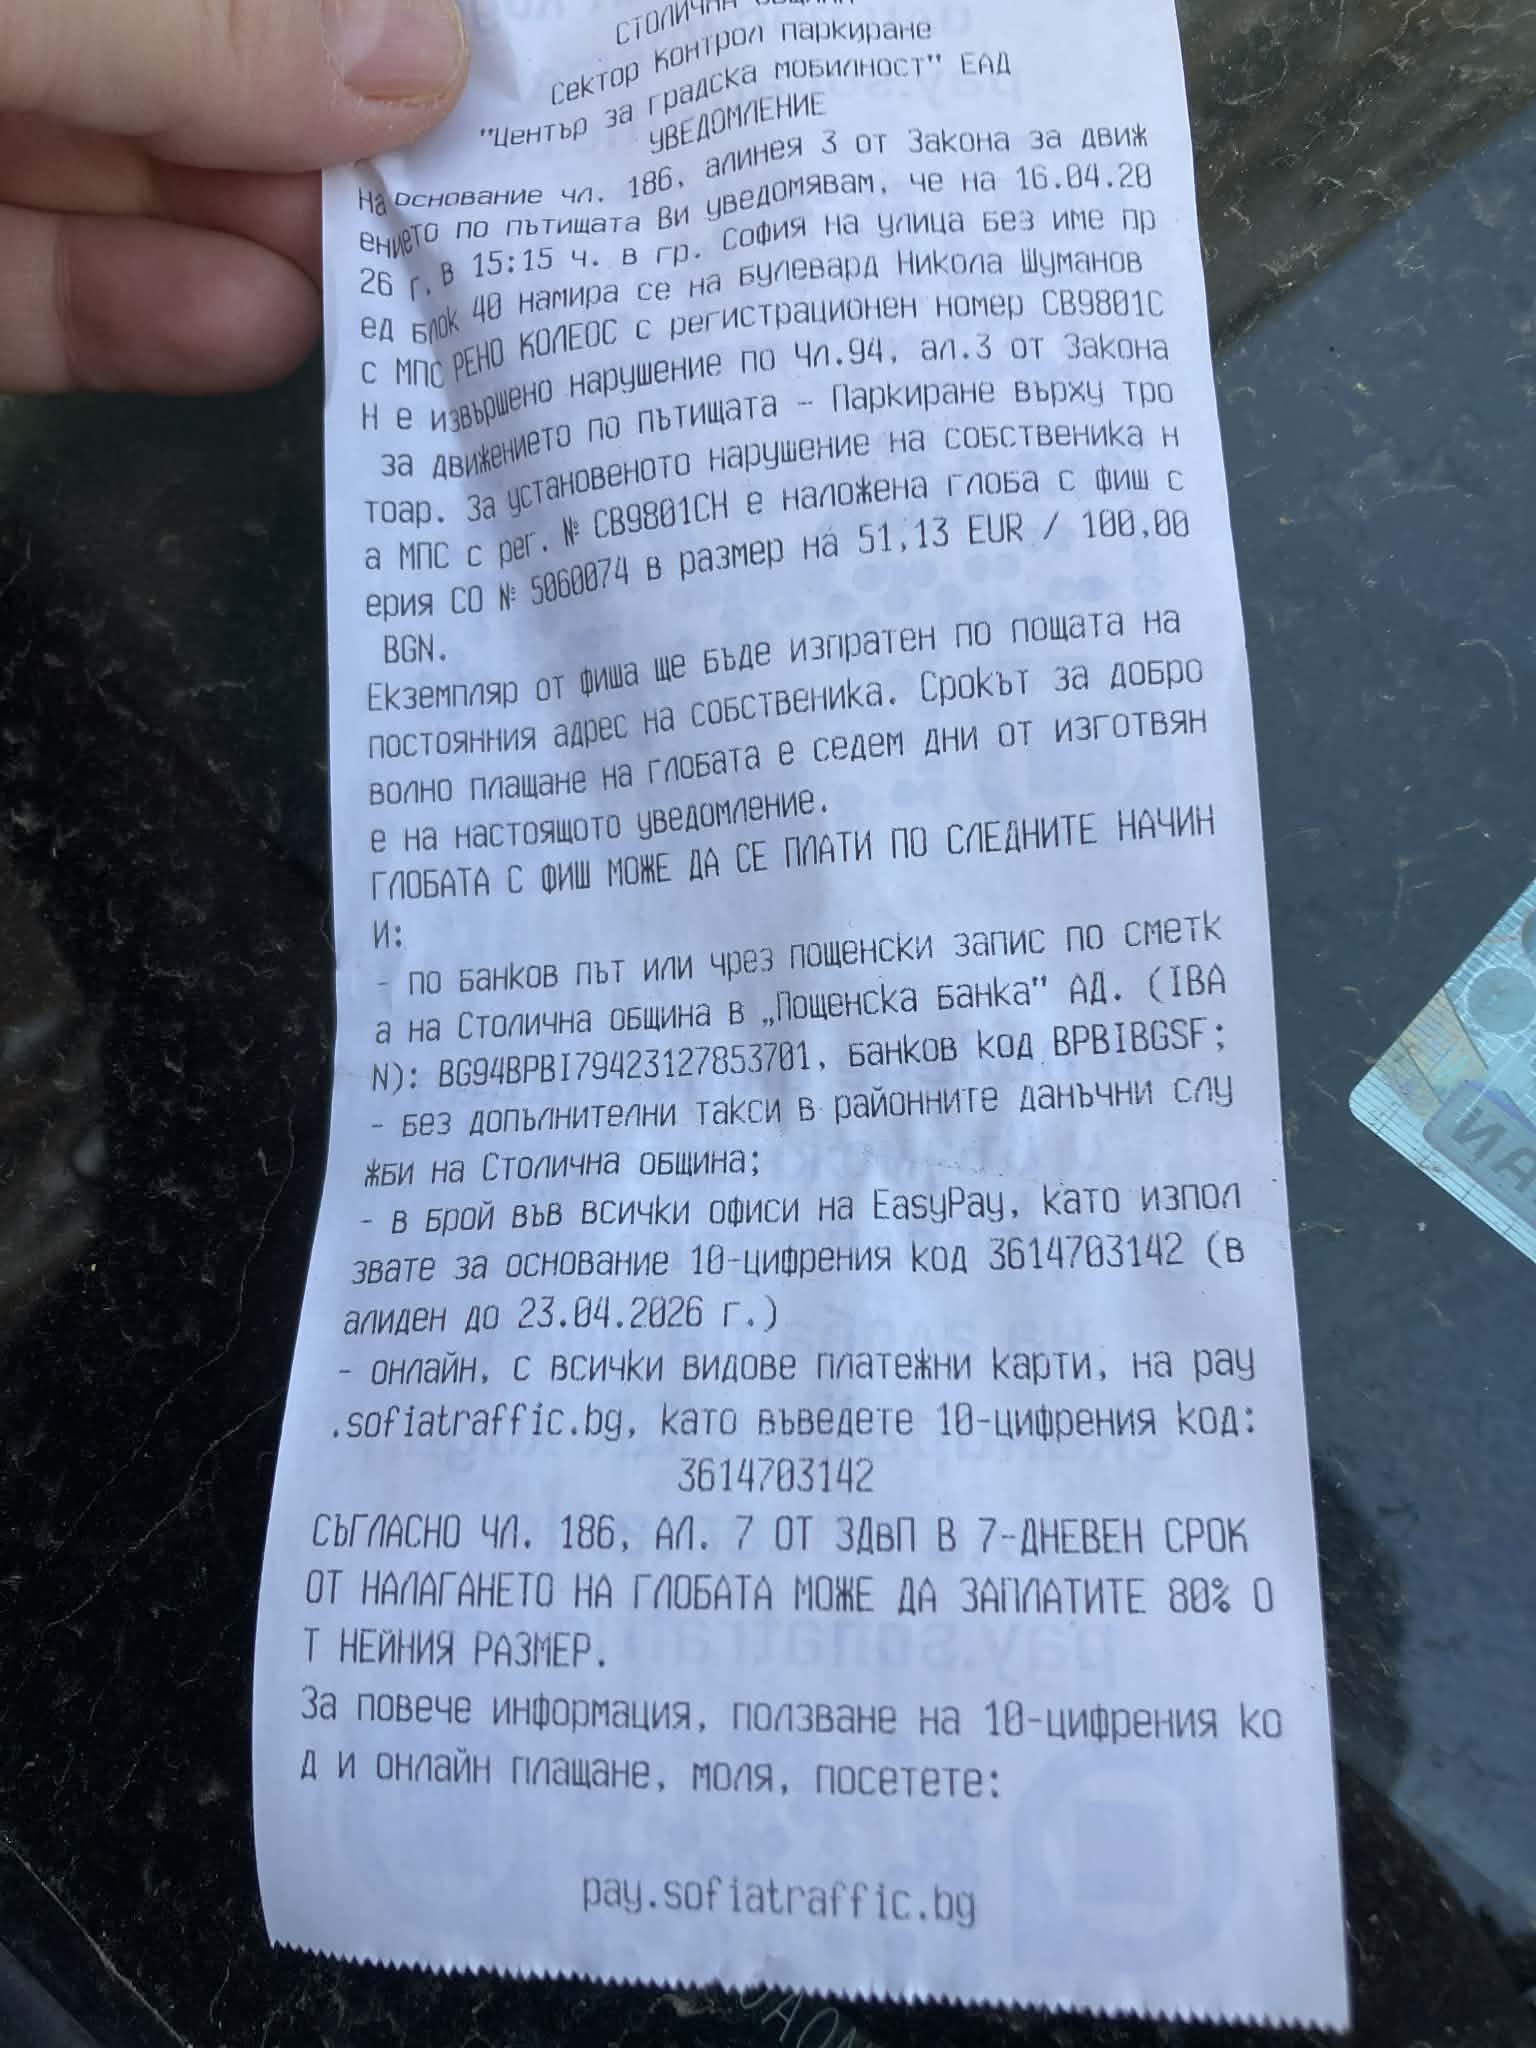 СТОЛИЧНА ОБЩИНА
Сектор Контрол паркиране
"Център за градска мобилност" ЕАД
УВЕДОМЛЕНИЕ
На основание чл. 186, алинея 3 от Закона за движ
ението по пътищата Ви уведомявам, че на 16.04.20
26 г. в 15:15 ч. в гр. София на улица Без име пр
ед блок 40 намира се на булевард Никола Шуманов
с МПС РЕНО КОЛЕОС с регистрационен номер СВ9801С
Н е извършено нарушение по Чл.94, ал.3 от Закона
за движението по пътищата - Паркиране върху тро
тоар. За установеното нарушение на собственика н
а МПС с рег. № СВ9801СН е наложена глоба с фиш с
ерия СО № 5060074 в размер на 51,13 EUR / 100,00
BGN.
Екземпляр от фиша ще бъде изпратен по пощата на
постоянния адрес на собственика. Срокът за добро
волно плащане на глобата е седем дни от изготвян
е на настоящото уведомление.
ГЛОБАТА С ФИШ МОЖЕ ДА СЕ ПЛАТИ ПО СЛЕДНИТЕ НАЧИН
И:
- по банков път или чрез пощенски запис по сметк
а на Столична община в „Пощенска банка" АД. (IBA
N): BG94BPBI79423127853701, банков код BPBIBGSF;
- без допълнителни такси в районните данъчни слу
жби на Столична община;
- в брой във всички офиси на EasyPay, като изпол
звате за основание 10-цифрения код 3614703142 (в
алиден до 23.04.2026 г.)
- онлайн, с всички видове платежни карти, на pay
.sofiatraffic.bg, като въведете 10-цифрения код:
3614703142
СЪГЛАСНО ЧЛ. 186, АЛ. 7 ОТ ЗДвП В 7-ДНЕВЕН СРОК
ОТ НАЛАГАНЕТО НА ГЛОБАТА МОЖЕ ДА ЗАПЛАТИТЕ 80% О
Т НЕЙНИЯ РАЗМЕР.
За повече информация, ползване на 10-цифрения ко
д и онлайн плащане, моля, посетете:
pay.sofiatraffic.bg